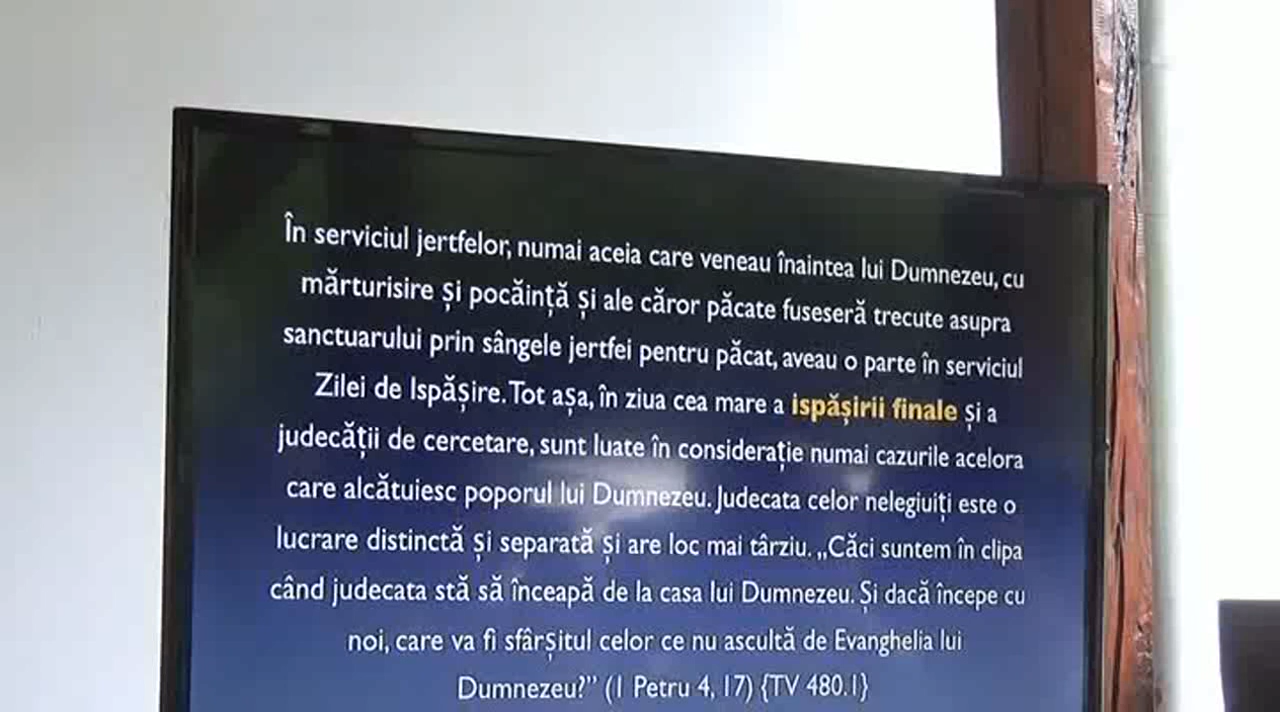 În serviciul jertfelor, numai aceia care veneau înaintea lui Dumnezeu, cu
mărturisire și pocăință și ale căror păcate fuseseră trecute asupra
sanctuarului prin sângele jertfei pentru păcat, aveau o parte în serviciul
Zilei de Ispășire. Tot așa, în ziua cea mare a ispășirii finale și a
judecății de cercetare, sunt luate în considerație numai cazurile acelora
care alcătuiesc poporul lui Dumnezeu. Judecata celor nelegiuiți este o
lucrare distinctă și separată și are loc mai târziu. „Căci suntem în clipa
când judecata stă să înceapă de la casa lui Dumnezeu. Și dacă începe cu
noi, care va fi sfârșitul celor ce nu ascultă de Evanghelia lui
Dumnezeu?” (1 Petru 4, 17) {TV 480.1}